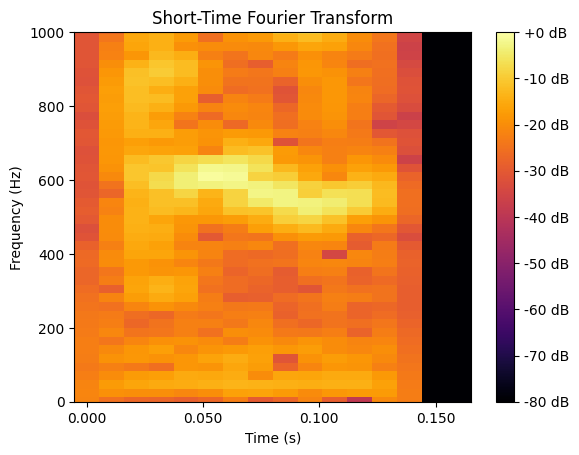 Short-Time Fourier Transform
1000
800
600
400
200
0
Frequency (Hz)
0.000
0.050
0.100
0.150
Time (s)
+0 dB
-10 dB
-20 dB
-30 dB
-40 dB
-50 dB
-60 dB
-70 dB
-80 dB